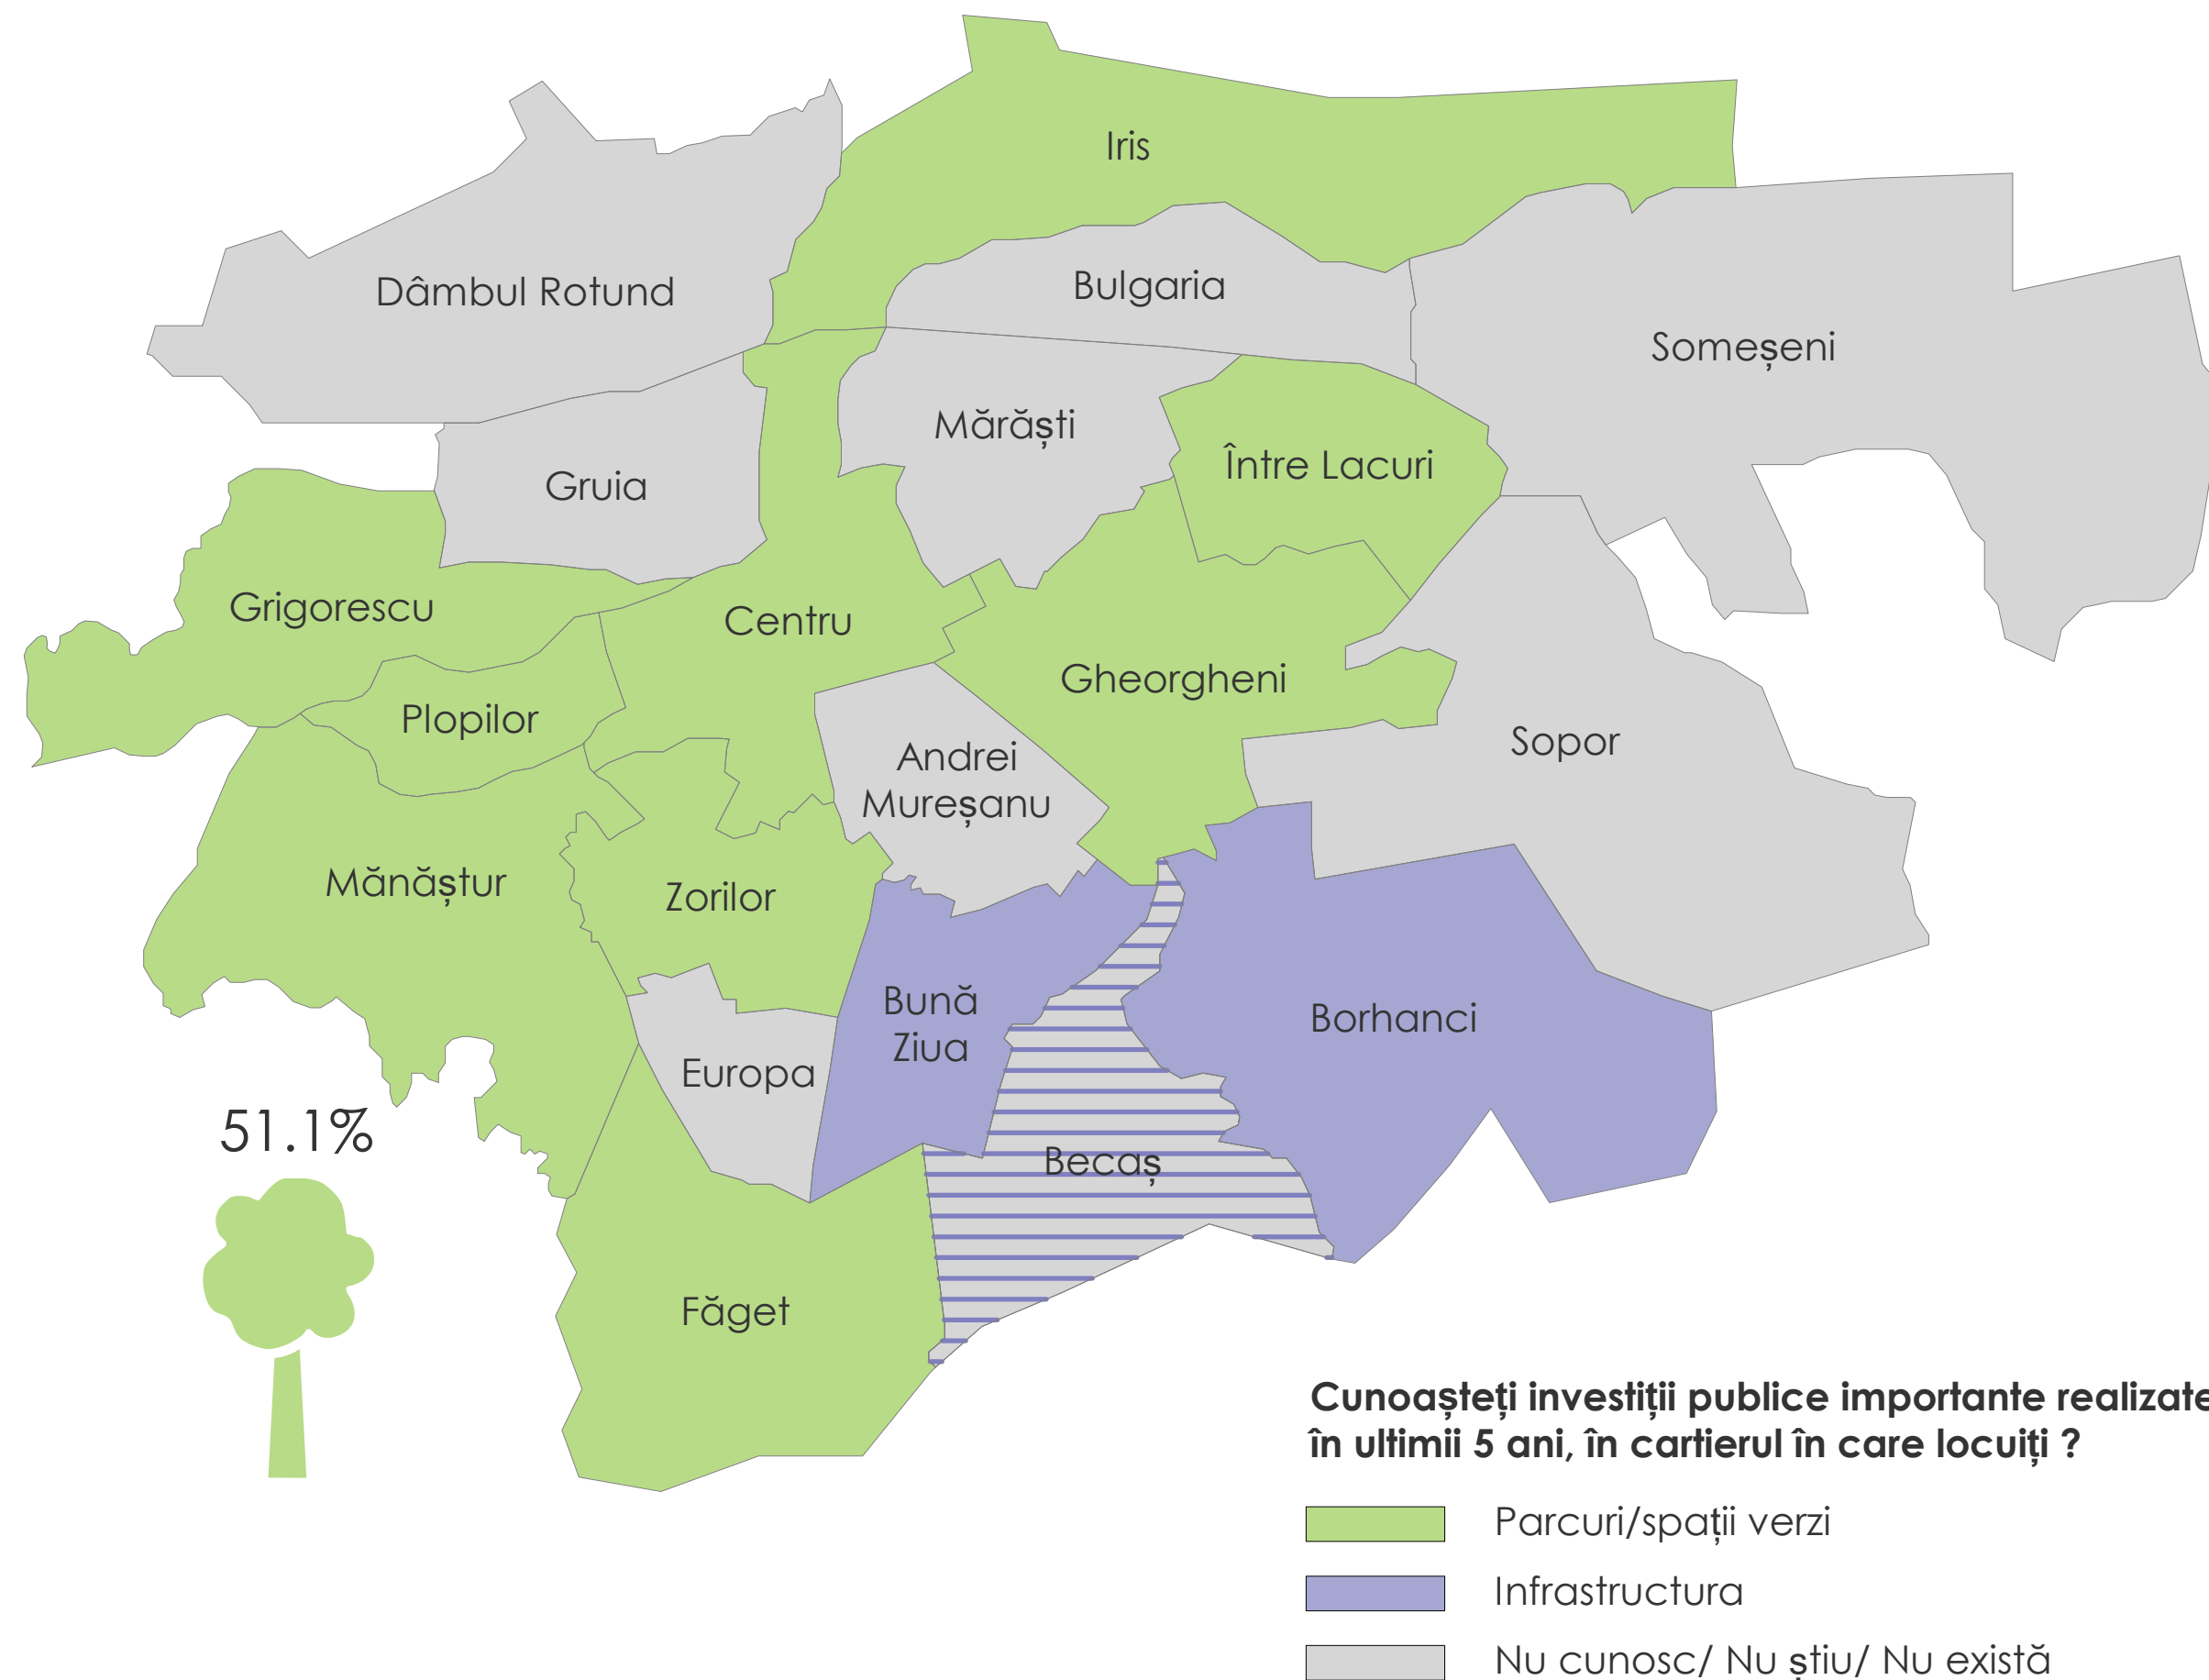 Iris
Dâmbul Rotund
Bulgaria
Someșeni
Mărăști
Între Lacuri
Gruia
Grigorescu
Centru
Gheorgheni
Plopilor
Sopor
Andrei
Mureșanu
Mănăștur
Zorilor
Bună
Ziua
Borhanci
Europa
51.1%
Becaș
Făget
Cunoașteți investiții publice importante realizate
în ultimii 5 ani, în cartierul în care locuiți ?
Parcuri/spații verzi
Infrastructura
Nu cunosc/ Nu știu/ Nu există